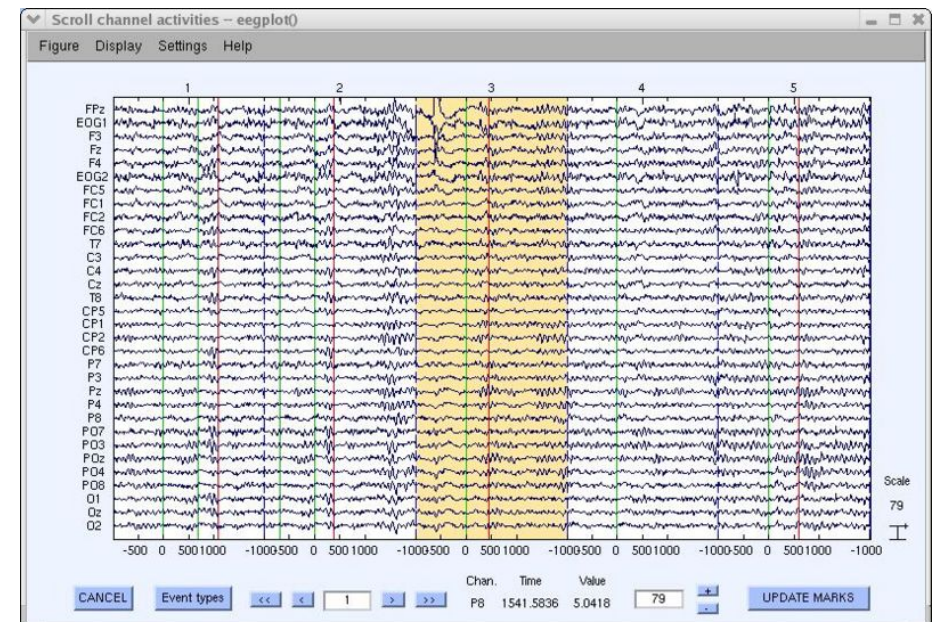 Scroll channel activities -- eegplot()
Figure Display Settings Help
1 2 3 4 5
FPz
EOG1
F3
Fz
F4
EOG2
FC5
FC1
FC2
FC6
T7
C3
C4
Cz
T8
CP5
CP1
CP2
CP6
P7
P3
Pz
P4
P8
PO7
PO3
POz
PO4
PO8
Scale
O1
79
Oz
O2
-500 0 5001000 -1000500 0 5001000 -1000500 0 5001000 -1000-500 0 5001000 -1000-500 0 5001000 -1000
Chan. Time Value
CANCEL Event types << < 1 > >> P8 1541.5836 5.0418 79 + - UPDATE MARKS